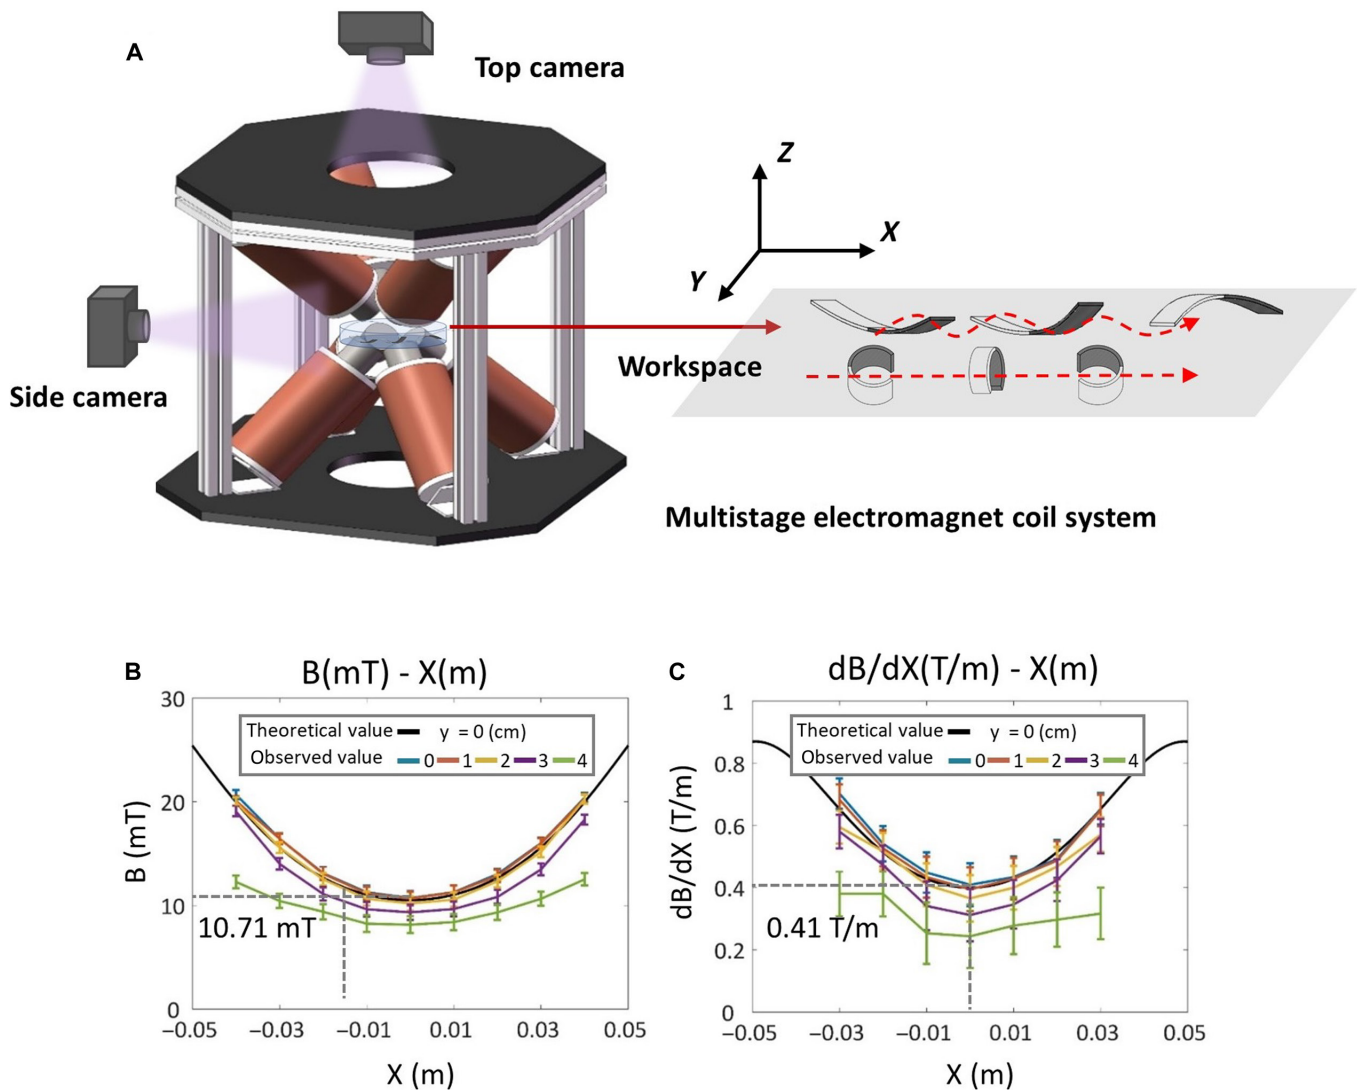 A
Top camera
Z
X
Y
Side camera
Workspace
Multistage electromagnet coil system
B
B(mT) - X(m)
30
20
10
0
B (mT)
Theoretical value y = 0 (cm)
Observed value 0 1 2 3 4
10.71 mT
−0.05 −0.03 −0.01 0.01 0.03 0.05
X (m)
C
dB/dX(T/m) - X(m)
1
0.8
0.6
0.4
0.2
0
dB/dX (T/m)
Theoretical value y = 0 (cm)
Observed value 0 1 2 3 4
0.41 T/m
−0.05 −0.03 −0.01 0.01 0.03 0.05
X (m)